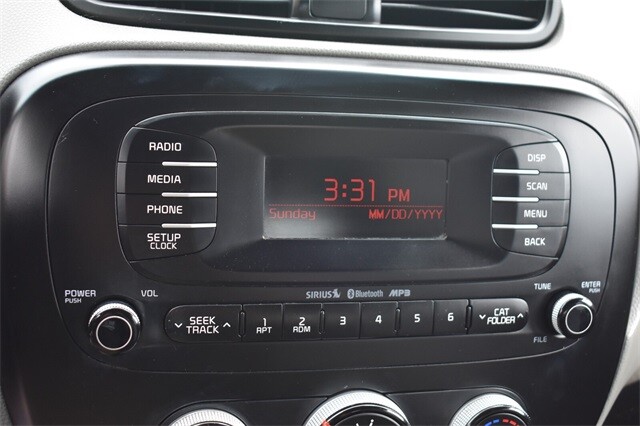 RADIO
MEDIA
PHONE
SETUP
CLOCK
3:31 PM
Sunday MM/DD/YYYY
DISP
SCAN
MENU
BACK
POWER
PUSH
VOL
SIRIUS Bluetooth MP3
TUNE
ENTER
PUSH
SEEK
TRACK
1
RPT
2
RDM
3
4
5
6
CAT
FOLDER
FILE